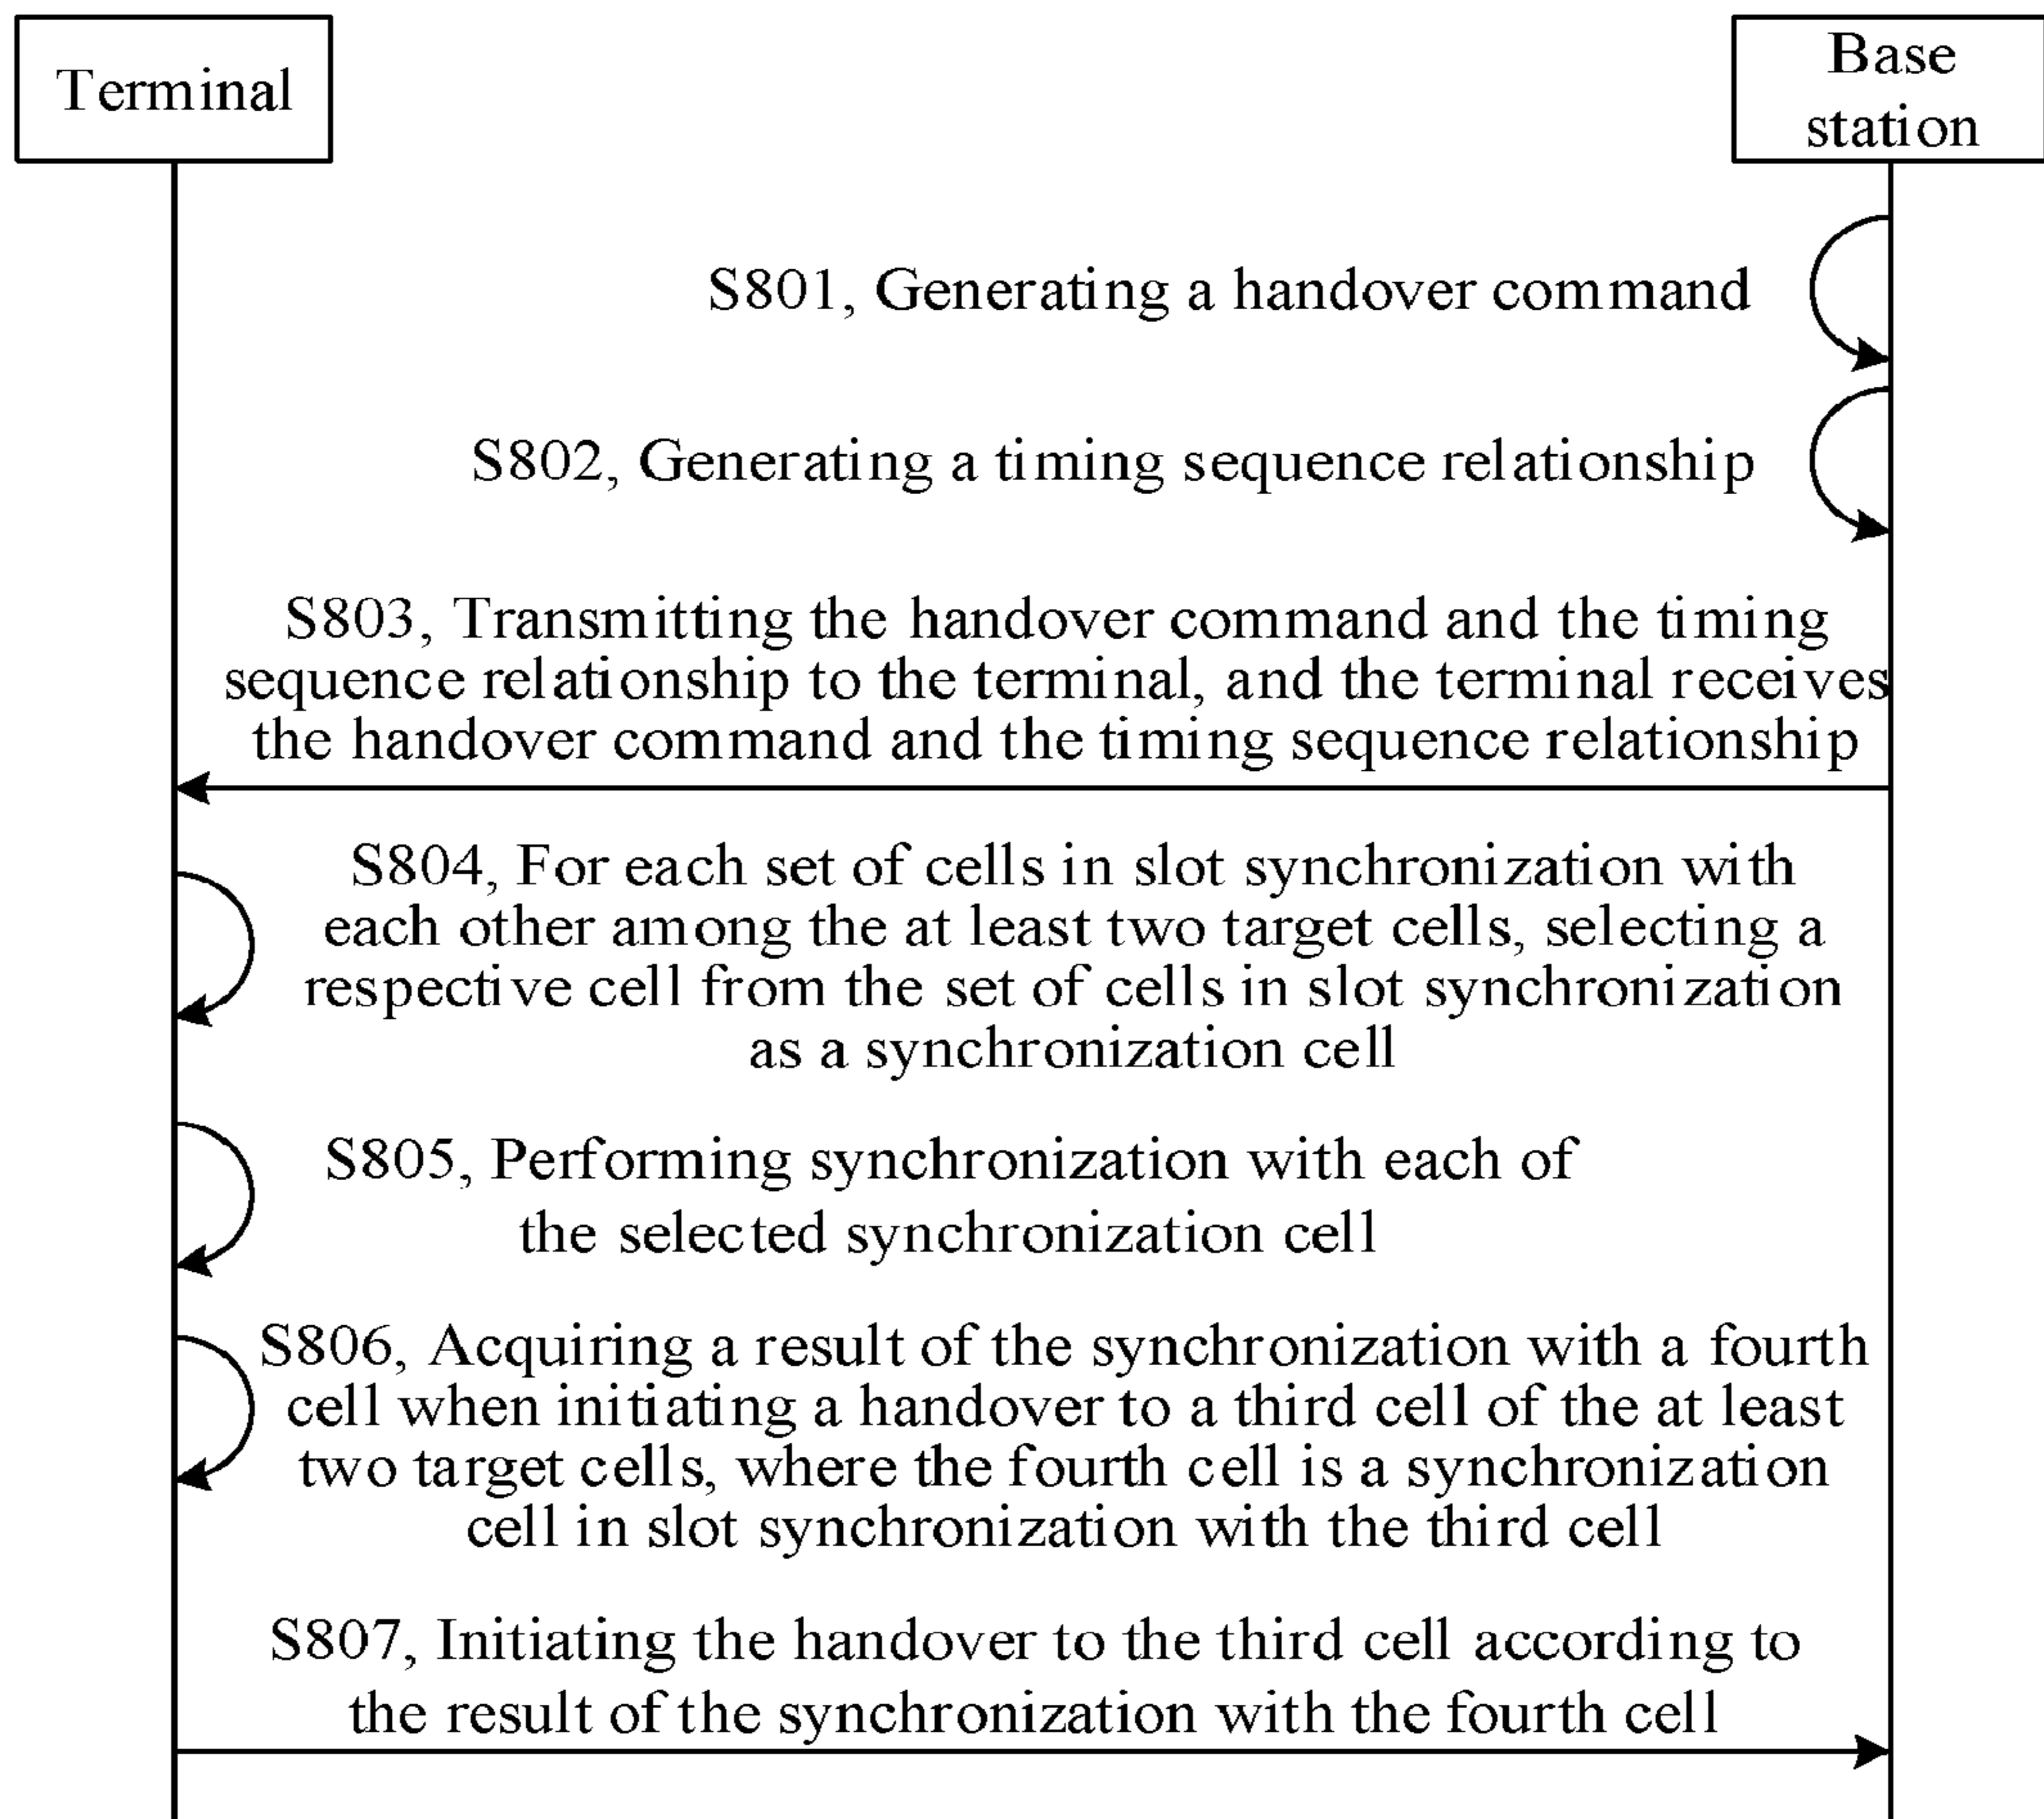 Terminal
Base
station
S801, Generating a handover command
S802, Generating a timing sequence relationship
S803, Transmitting the handover command and the timing
sequence relationship to the terminal, and the terminal receives
the handover command and the timing sequence relationship
S804, For each set of cells in slot synchronization with
each other among the at least two target cells, selecting a
respective cell from the set of cells in slot synchronization
as a synchronization cell
S805, Performing synchronization with each of
the selected synchronization cell
S806, Acquiring a result of the synchronization with a fourth
cell when initiating a handover to a third cell of the at least
two target cells, where the fourth cell is a synchronization
cell in slot synchronization with the third cell
S807, Initiating the handover to the third cell according to
the result of the synchronization with the fourth cell